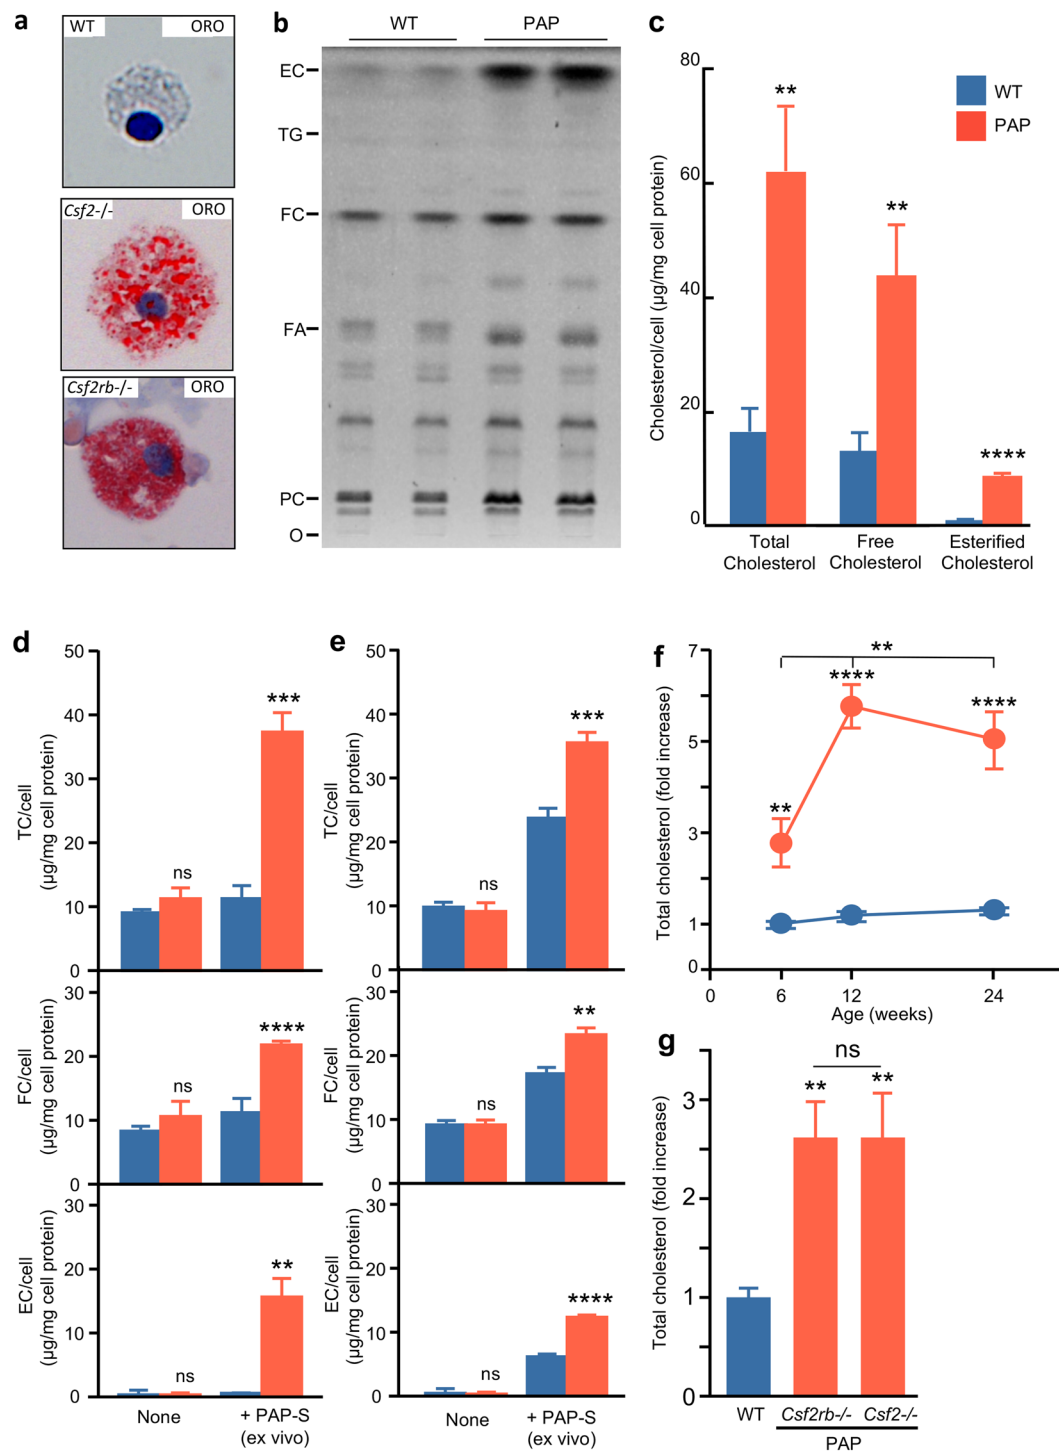 a
WT ORO
Csf2-/- ORO
Csf2rb-/- ORO
b
WT PAP
EC
TG
FC
FA
PC
O
c
80
60
40
20
0
Cholesterol/cell (µg/mg cell protein)
WT
PAP
**
**
****
Total
Cholesterol
Free
Cholesterol
Esterified
Cholesterol
d
50
40
30
20
10
0
TC/cell
(µg/mg cell protein)
ns
***
30
20
10
0
FC/cell
(µg/mg cell protein)
ns
****
30
20
10
0
EC/cell
(µg/mg cell protein)
ns
**
None
+ PAP-S
(ex vivo)
e
50
40
30
20
10
0
TC/cell
(µg/mg cell protein)
ns
***
30
20
10
0
FC/cell
(µg/mg cell protein)
ns
**
30
20
10
0
EC/cell
(µg/mg cell protein)
ns
****
None
+ PAP-S
(ex vivo)
f
7
5
3
1
0
Total cholesterol (fold increase)
**
**
****
****
0 6 12 24
Age (weeks)
g
3
2
1
0
Total cholesterol (fold increase)
ns
**
**
WT Csf2rb-/- Csf2-/-
PAP